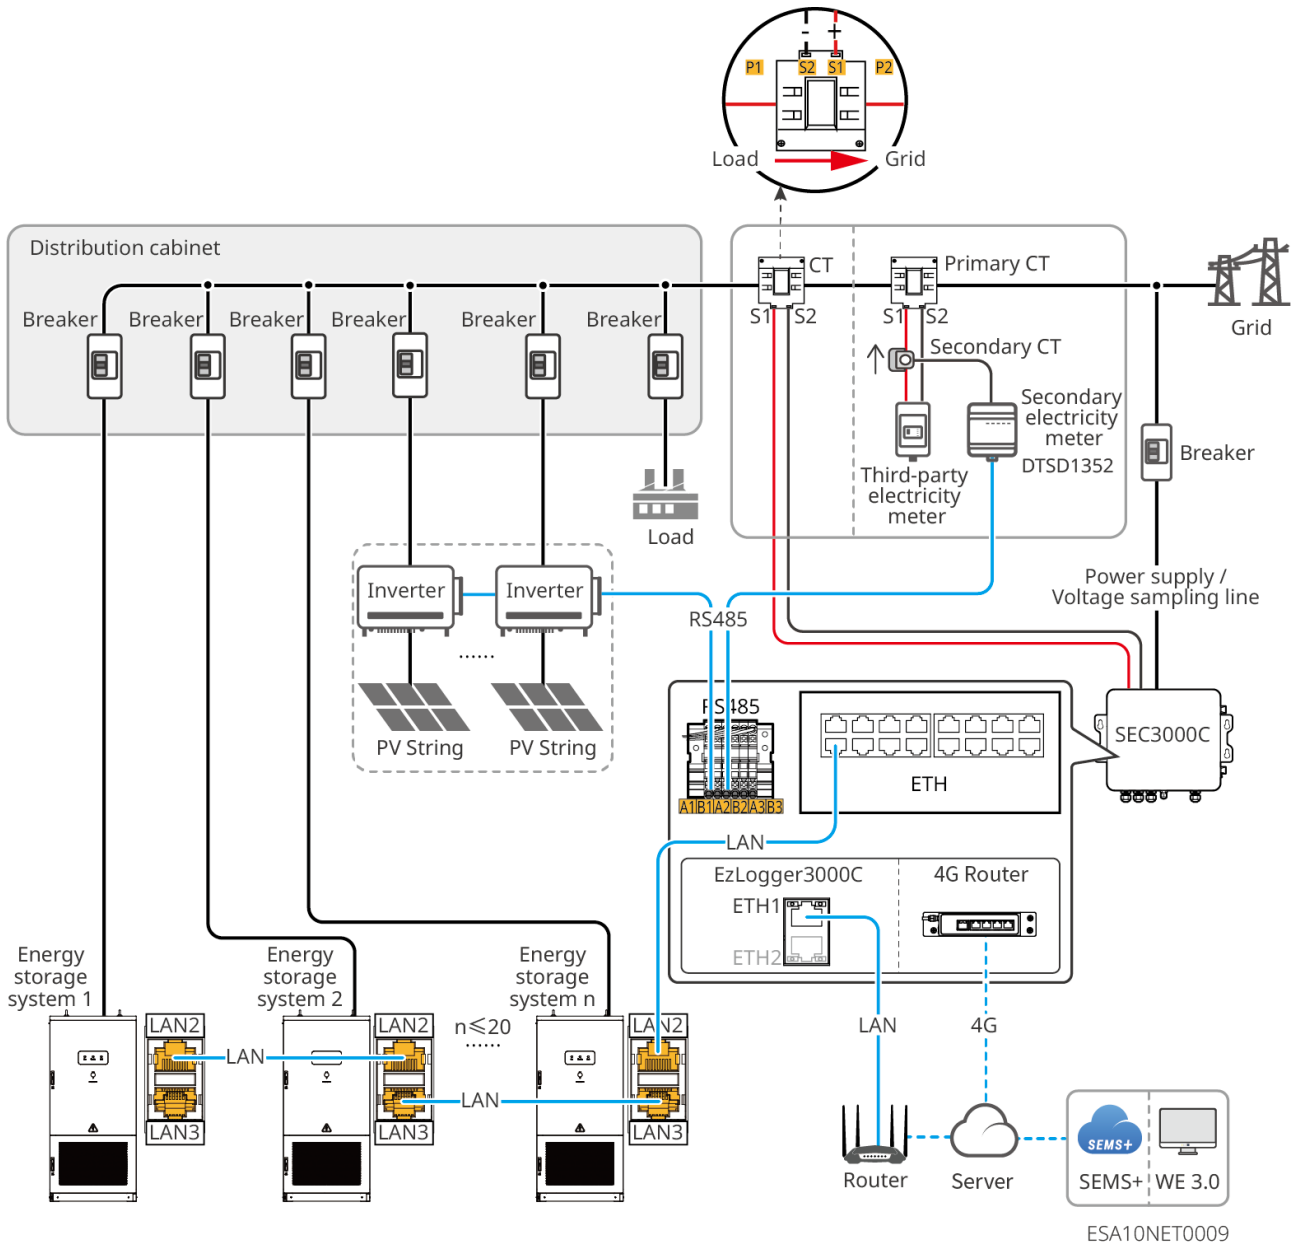 - +
P1 S2 S1 P2
Load Grid
Distribution cabinet
CT
Primary CT
S1 S2
S1 S2
Grid
Breaker
Breaker
Breaker
Breaker
Breaker
Breaker
Secondary CT
Secondary
electricity
meter
DTSD1352
Third-party
electricity
meter
Breaker
Load
Power supply /
Voltage sampling line
Inverter
Inverter
RS485
......
PV String
PV String
RS485
A1 B1 A2 B2 A3 B3
ETH
SEC3000C
LAN
EzLogger3000C
4G Router
ETH1
ETH2
Energy
storage
system 1
Energy
storage
system 2
Energy
storage
system n
n≤20
......
LAN2
LAN2
LAN2
LAN
LAN
LAN3
LAN3
LAN3
LAN
4G
Router
Server
SEMS+
SEMS+
WE 3.0
ESA10NET0009